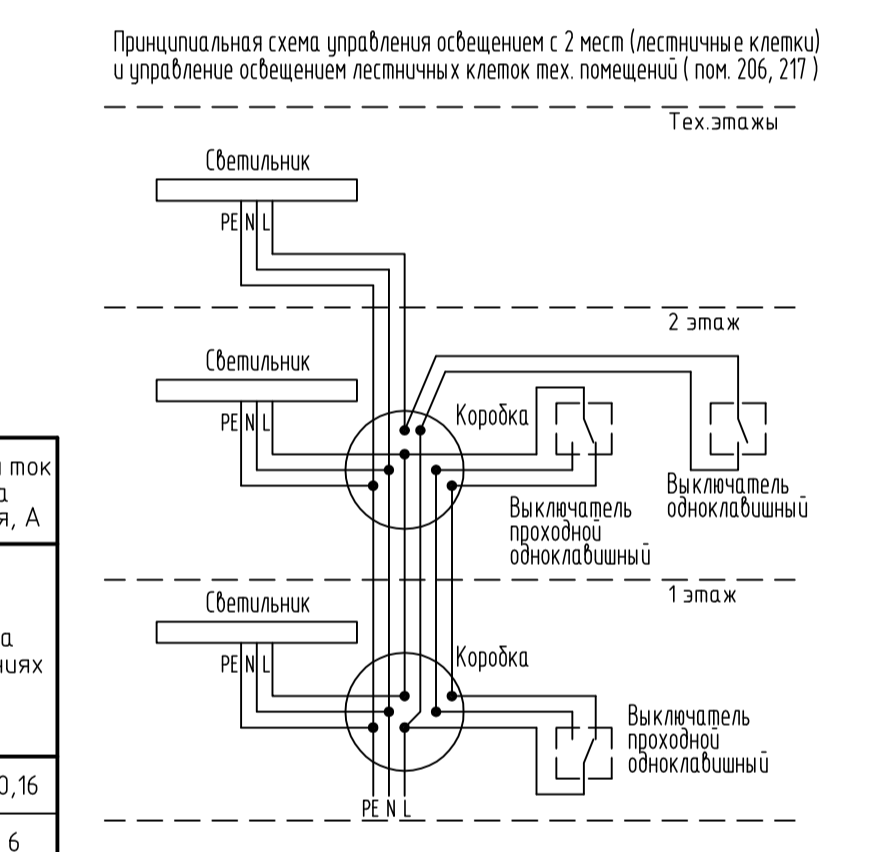 Принципиальная схема управления освещением с 2 мест (лестничные клетки)
и управление освещением лестничных клеток тех. помещений ( пом. 206, 217 )
Тех.этажы
Светильник
PE N L
2 этаж
Светильник
PE N L
Коробка
Выключатель
проходной
одноклавишный
Выключатель
одноклавишный
ток
я, А
1 этаж
Светильник
PE N L
Коробка
Выключатель
проходной
одноклавишный
PE N L
0,16
6